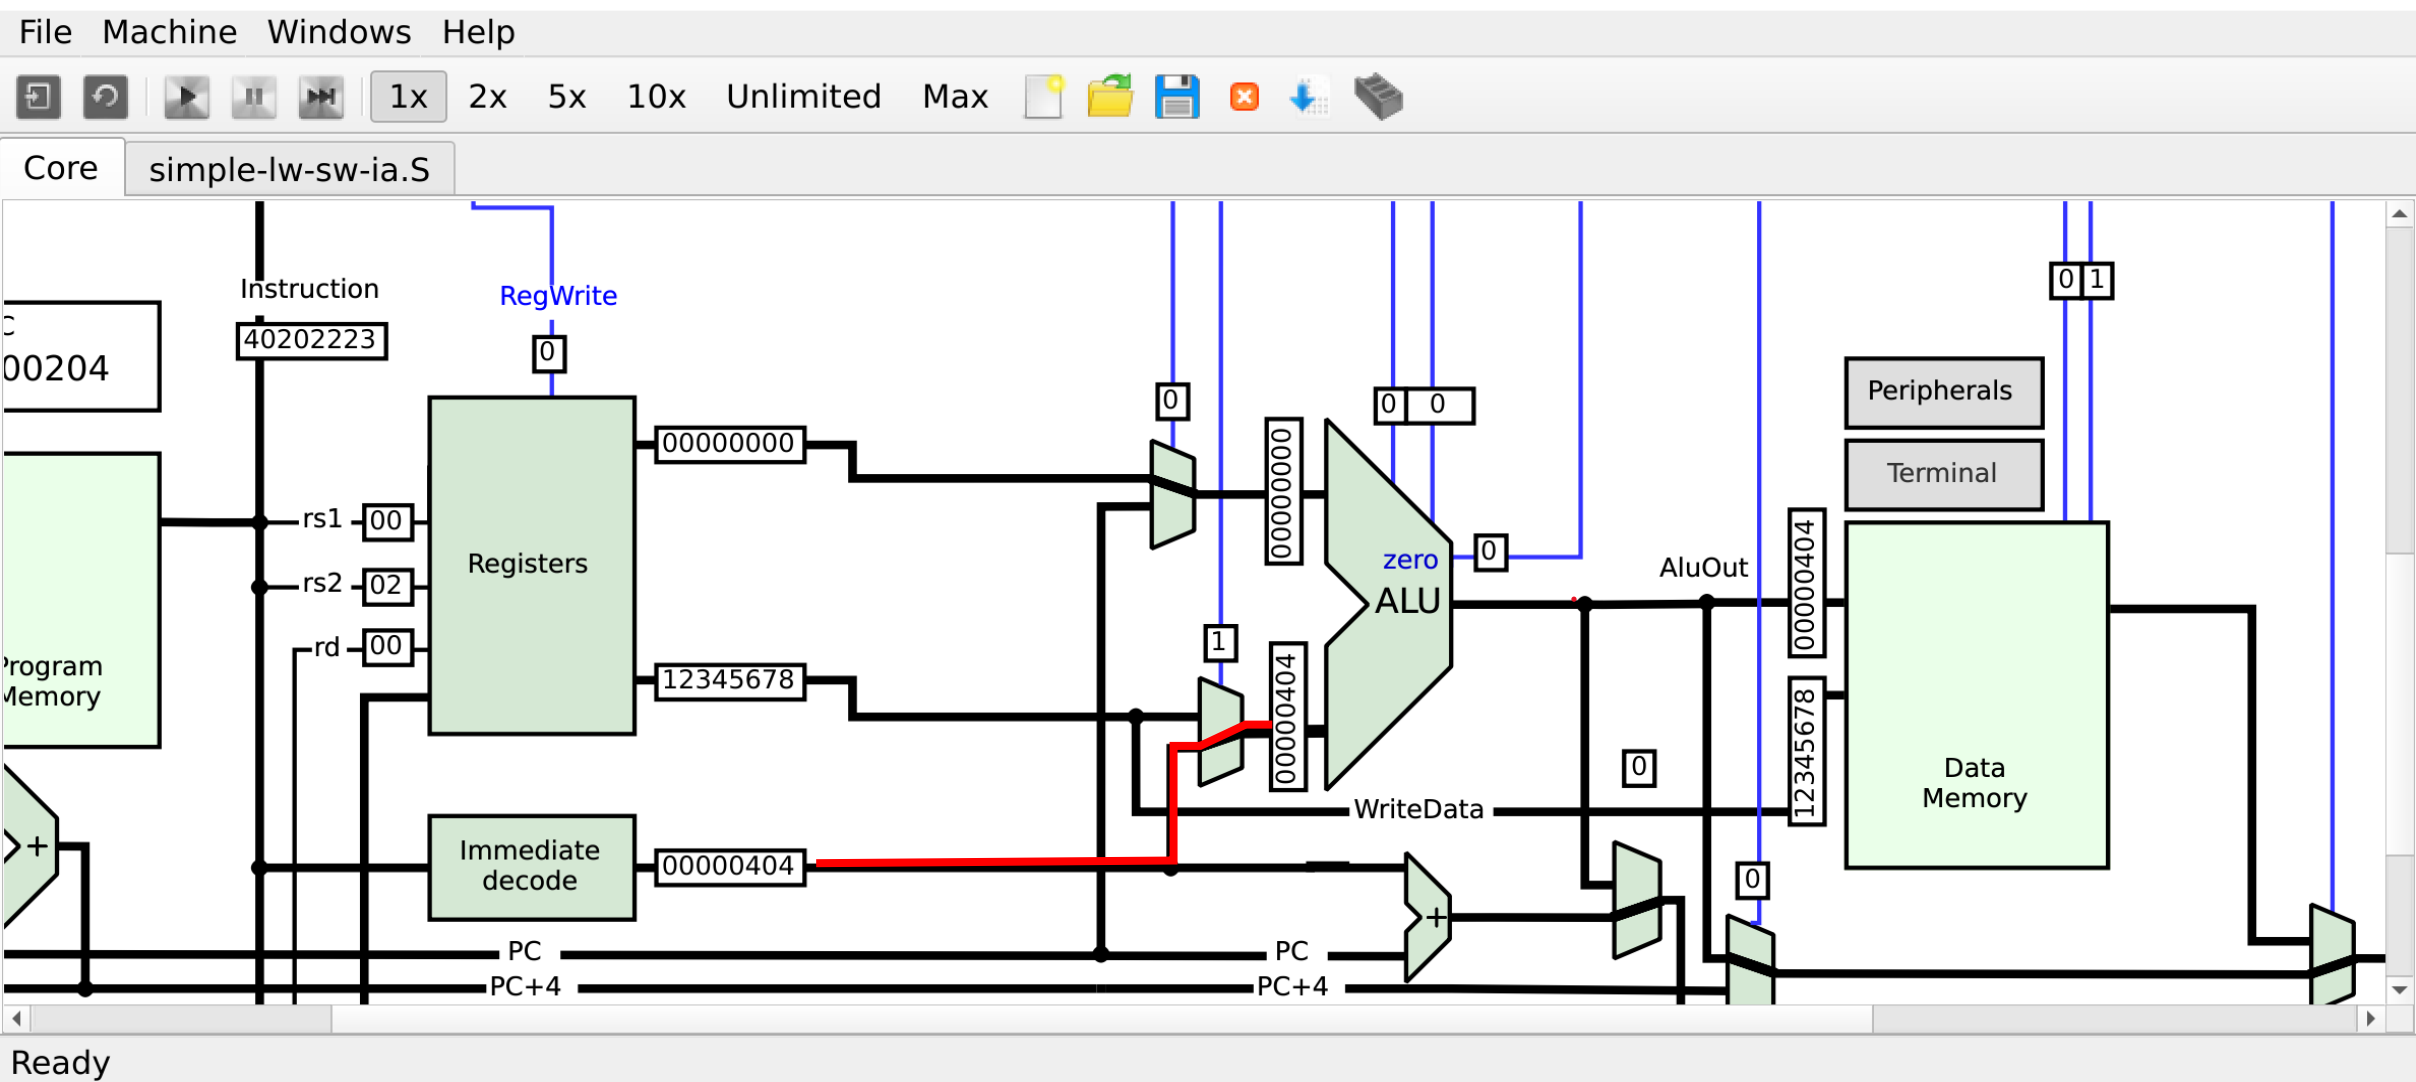 File Machine Windows Help
1x 2x 5x 10x Unlimited Max
Core simple-lw-sw-ia.S
Instruction
RegWrite
0 1
C
00204
40202223
0
Peripherals
0
0 0
00000000
00000000
Terminal
rs1 00
zero 0
AluOut
00000404
Registers
rs2 02
ALU
rd 00
1
Program
Memory
12345678
00000404
12345678
0
Data
Memory
WriteData
+
Immediate
decode
00000404
0
+
PC PC
PC+4 PC+4
Ready